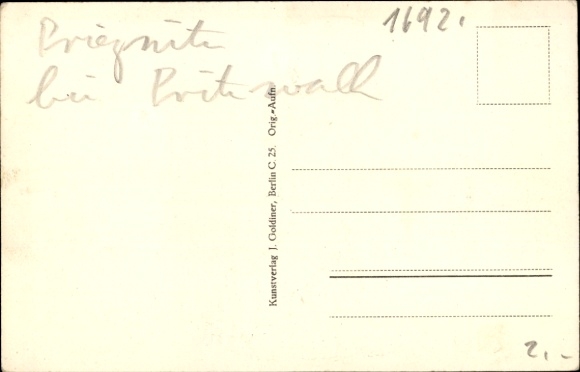 1692.
Priegnitz
bei Pritzwalk
Kunstverlag J. Goldiner, Berlin C 25. Orig.-Aufn
2,-